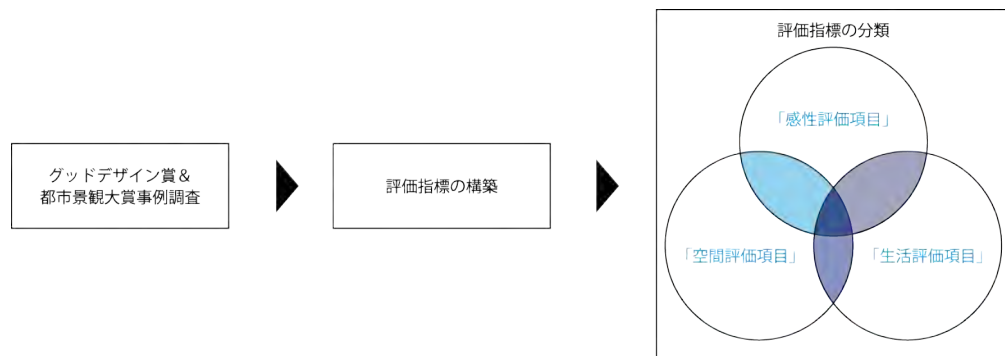 グッドデザイン賞&
都市景観大賞事例調査
評価指標の構築
評価指標の分類
「感性評価項目」
「空間評価項目」
「生活評価項目」